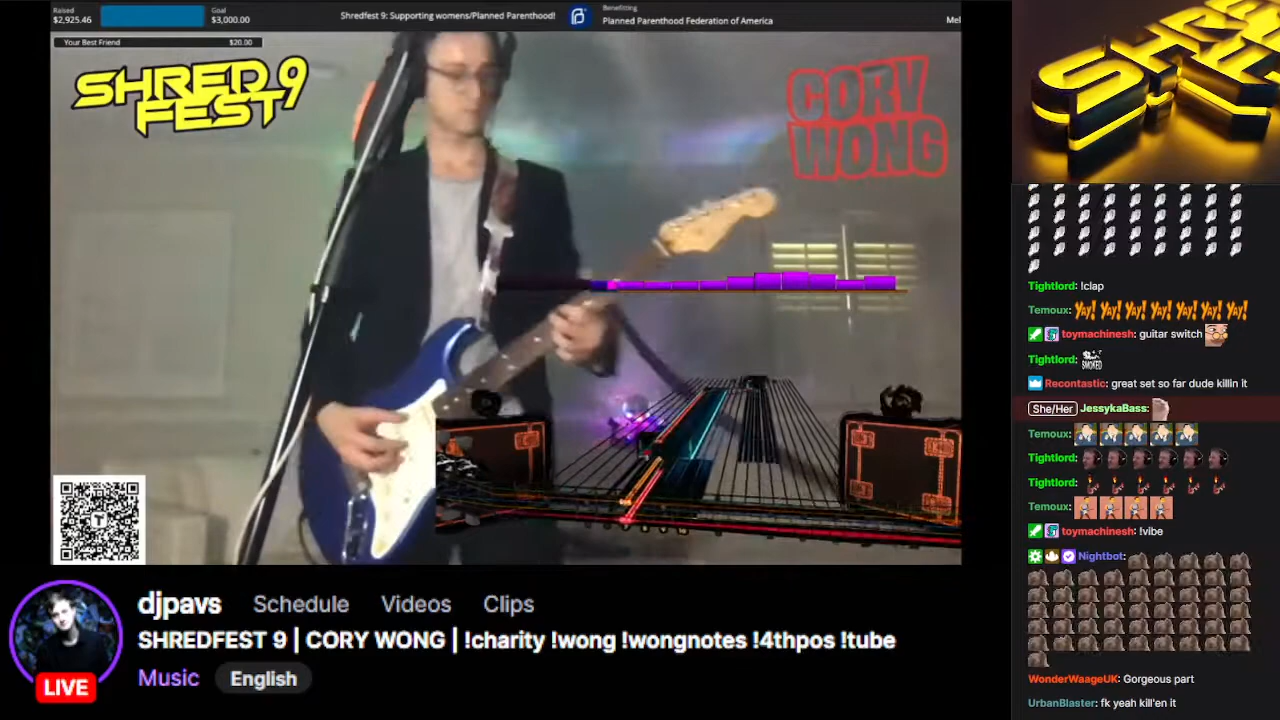 Raised
$2,925.46
Goal
$3,000.00
Shredfest 9: Supporting womens/Planned Parenthood!
Benefitting
Planned Parenthood Federation of America
Mel
Your Best Friend $20.00
SHRED 9
FEST
CORY
WONG
Tightlord: !clap
Temoux: YAY! YAY! YAY! YAY! YAY! YAY! YAY!
toymachinesh: guitar switch
Tightlord: SMOKED
Recontastic: great set so far dude killin it
She/Her JessykaBass:
Temoux:
Tightlord:
Tightlord:
Temoux:
toymachinesh: !vibe
Nightbot:
WonderWaageUK: Gorgeous part
UrbanBlaster: fk yeah kill'en it
djpavs Schedule Videos Clips
SHREDFEST 9 | CORY WONG | !charity !wong !wongnotes !4thpos !tube
LIVE
Music English